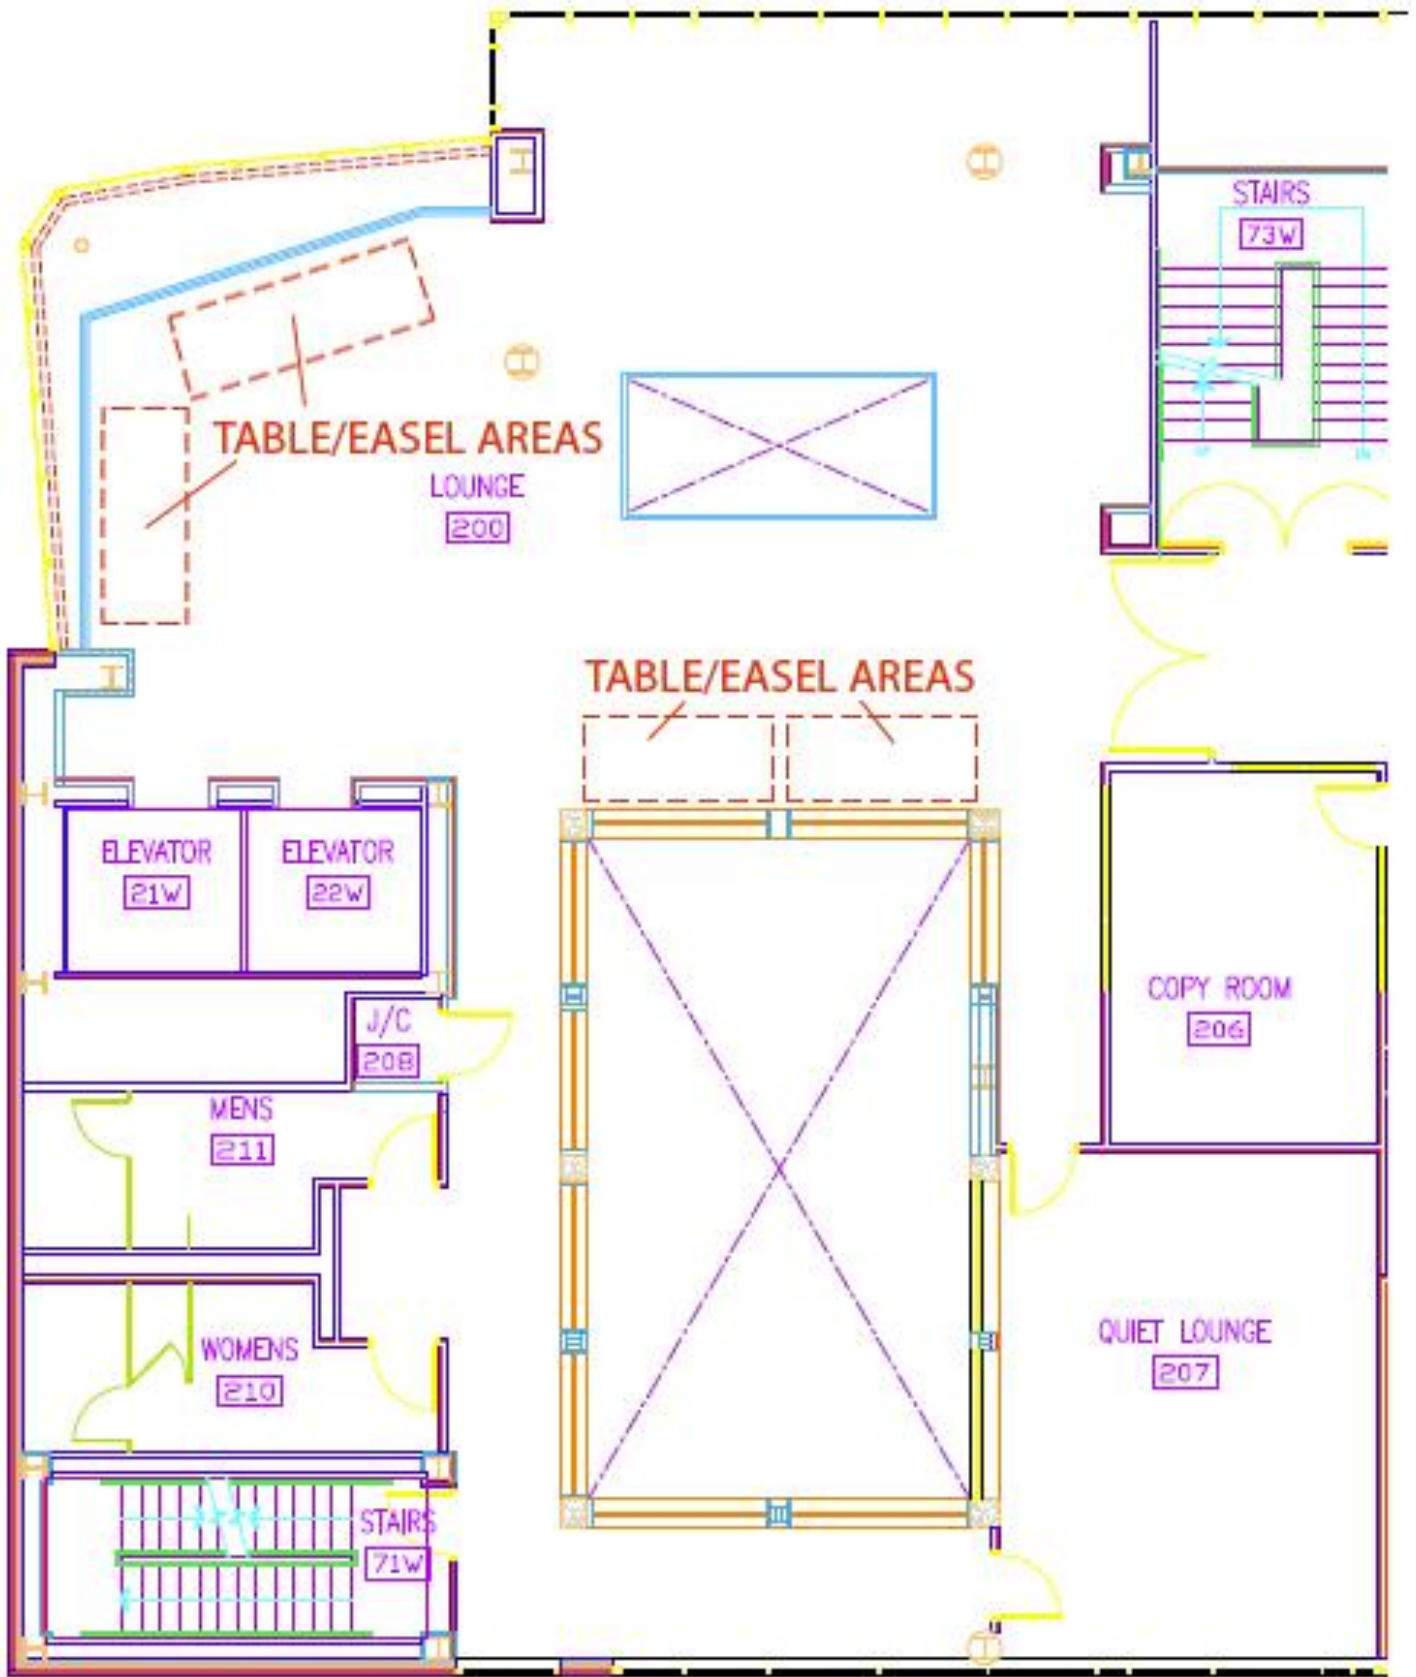 STAIRS
73W
TABLE/EASEL AREAS
LOUNGE
200
TABLE/EASEL AREAS
ELEVATOR
21W
ELEVATOR
22W
COPY ROOM
206
J/C
208
MENS
211
QUIET LOUNGE
207
WOMENS
210
STAIRS
71W